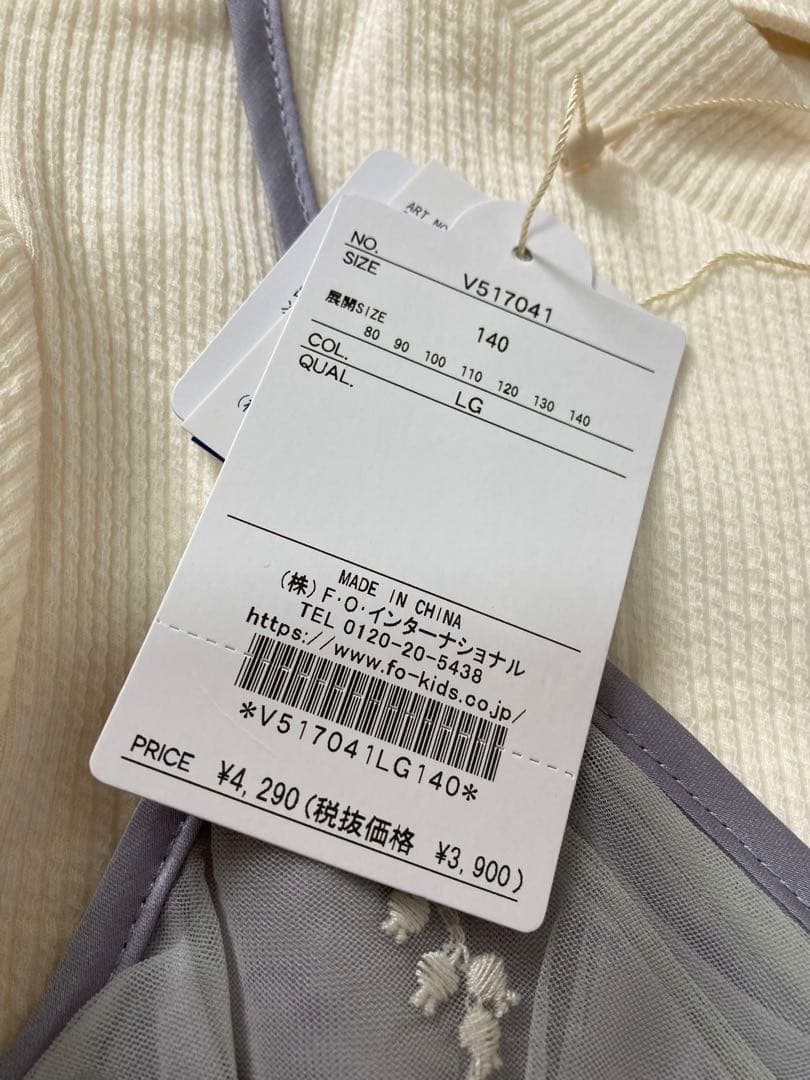 ART NO
NO. V517041
SIZE 140
展開SIZE
80 90 100 110 120 130 140
COL. LG
QUAL.
MADE IN CHINA
(株)F・O・インターナショナル
TEL 0120-20-5438
https://www.fo-kids.co.jp/
*V517041LG140*
PRICE ¥4,290(税抜価格 ¥3,900)